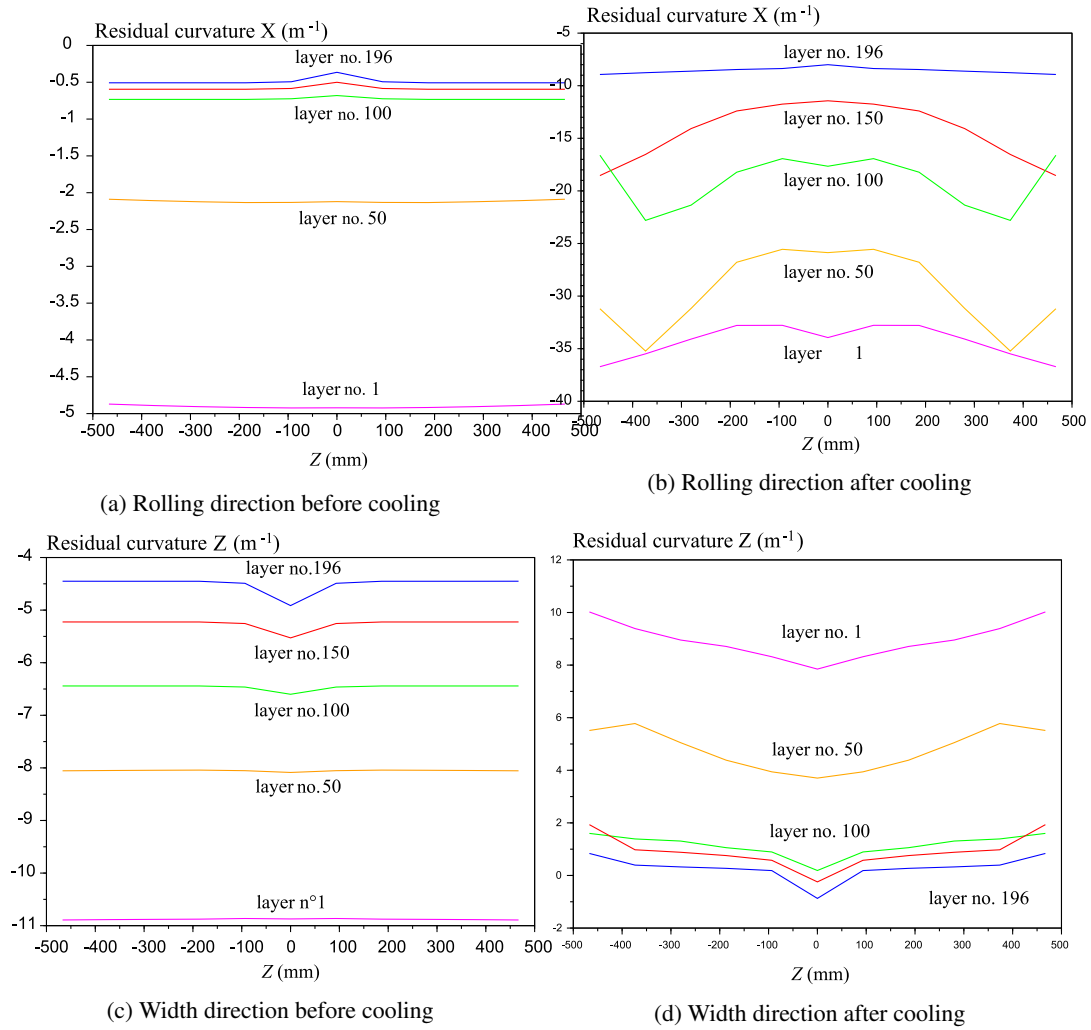 Residual curvature X (m⁻¹)
0
-0.5
-1
-1.5
-2
-2.5
-3
-3.5
-4
-4.5
-5
layer no. 196
layer no. 100
layer no. 50
layer no. 1
-500 -400 -300 -200 -100 0 100 200 300 400 500
Z (mm)
(a) Rolling direction before cooling
Residual curvature X (m⁻¹)
-5
-10
-15
-20
-25
-30
-35
-40
layer no. 196
layer no. 150
layer no. 100
layer no. 50
layer 1
-500 -400 -300 -200 -100 0 100 200 300 400 500
Z (mm)
(b) Rolling direction after cooling
Residual curvature Z (m⁻¹)
-4
-5
-6
-7
-8
-9
-10
-11
layer no.196
layer no.150
layer no.100
layer no.50
layer n°1
-500 -400 -300 -200 -100 0 100 200 300 400 500
Z (mm)
(c) Width direction before cooling
Residual curvature Z (m⁻¹)
12
10
8
6
4
2
0
-2
layer no. 1
layer no. 50
layer no. 100
layer no. 196
-500 -400 -300 -200 -100 0 100 200 300 400 500
Z (mm)
(d) Width direction after cooling